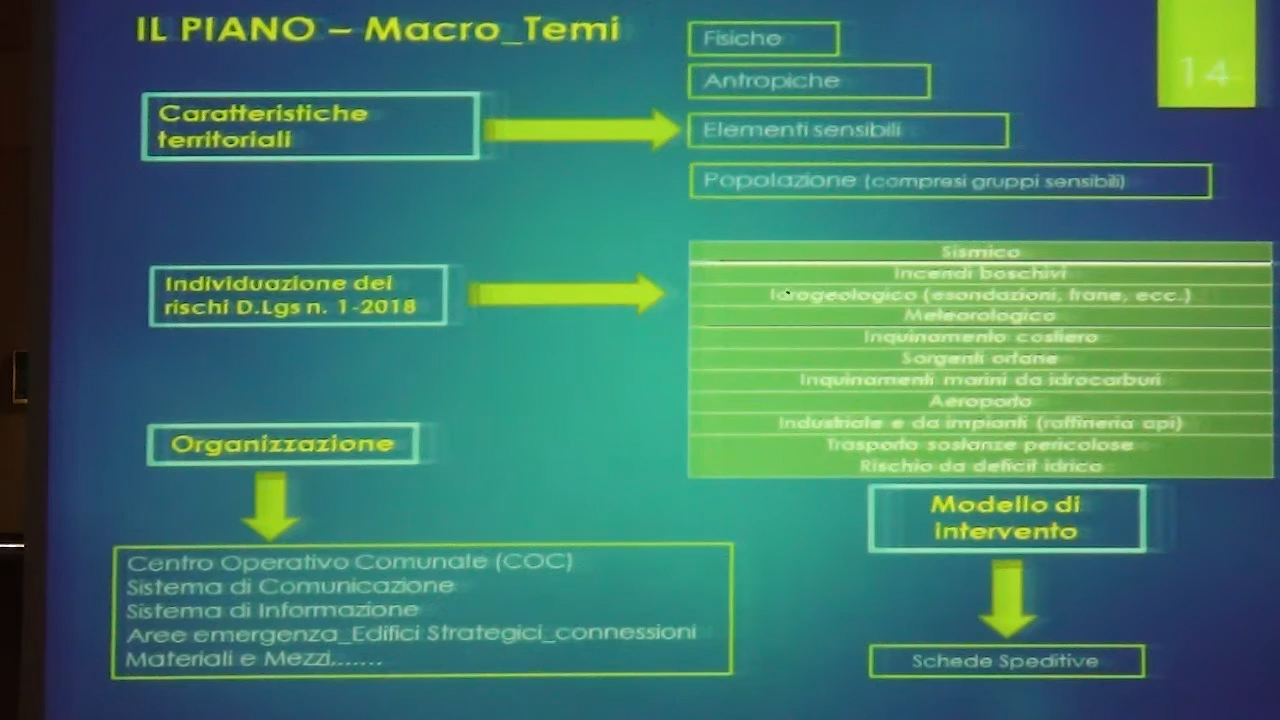 IL PIANO – Macro_Temi
14
Caratteristiche
territoriali
Fisiche
Antropiche
Elementi sensibili
Popolazione (compresi gruppi sensibili)
Individuazione dei
rischi D.Lgs n. 1-2018
Sismico
Incendi boschivi
Idrogeologico (esondazioni, frane, ecc.)
Meteorologico
Inquinamento costiero
Sorgenti orfane
Inquinamenti marini da idrocarburi
Aeroporto
Industriale e da impianti (raffineria api)
Trasporto sostanze pericolose
Rischio da deficit idrico
Organizzazione
Centro Operativo Comunale (COC)
Sistema di Comunicazione
Sistema di Informazione
Aree emergenza_Edifici Strategici_connessioni
Materiali e Mezzi,......
Modello di
intervento
Schede Speditive